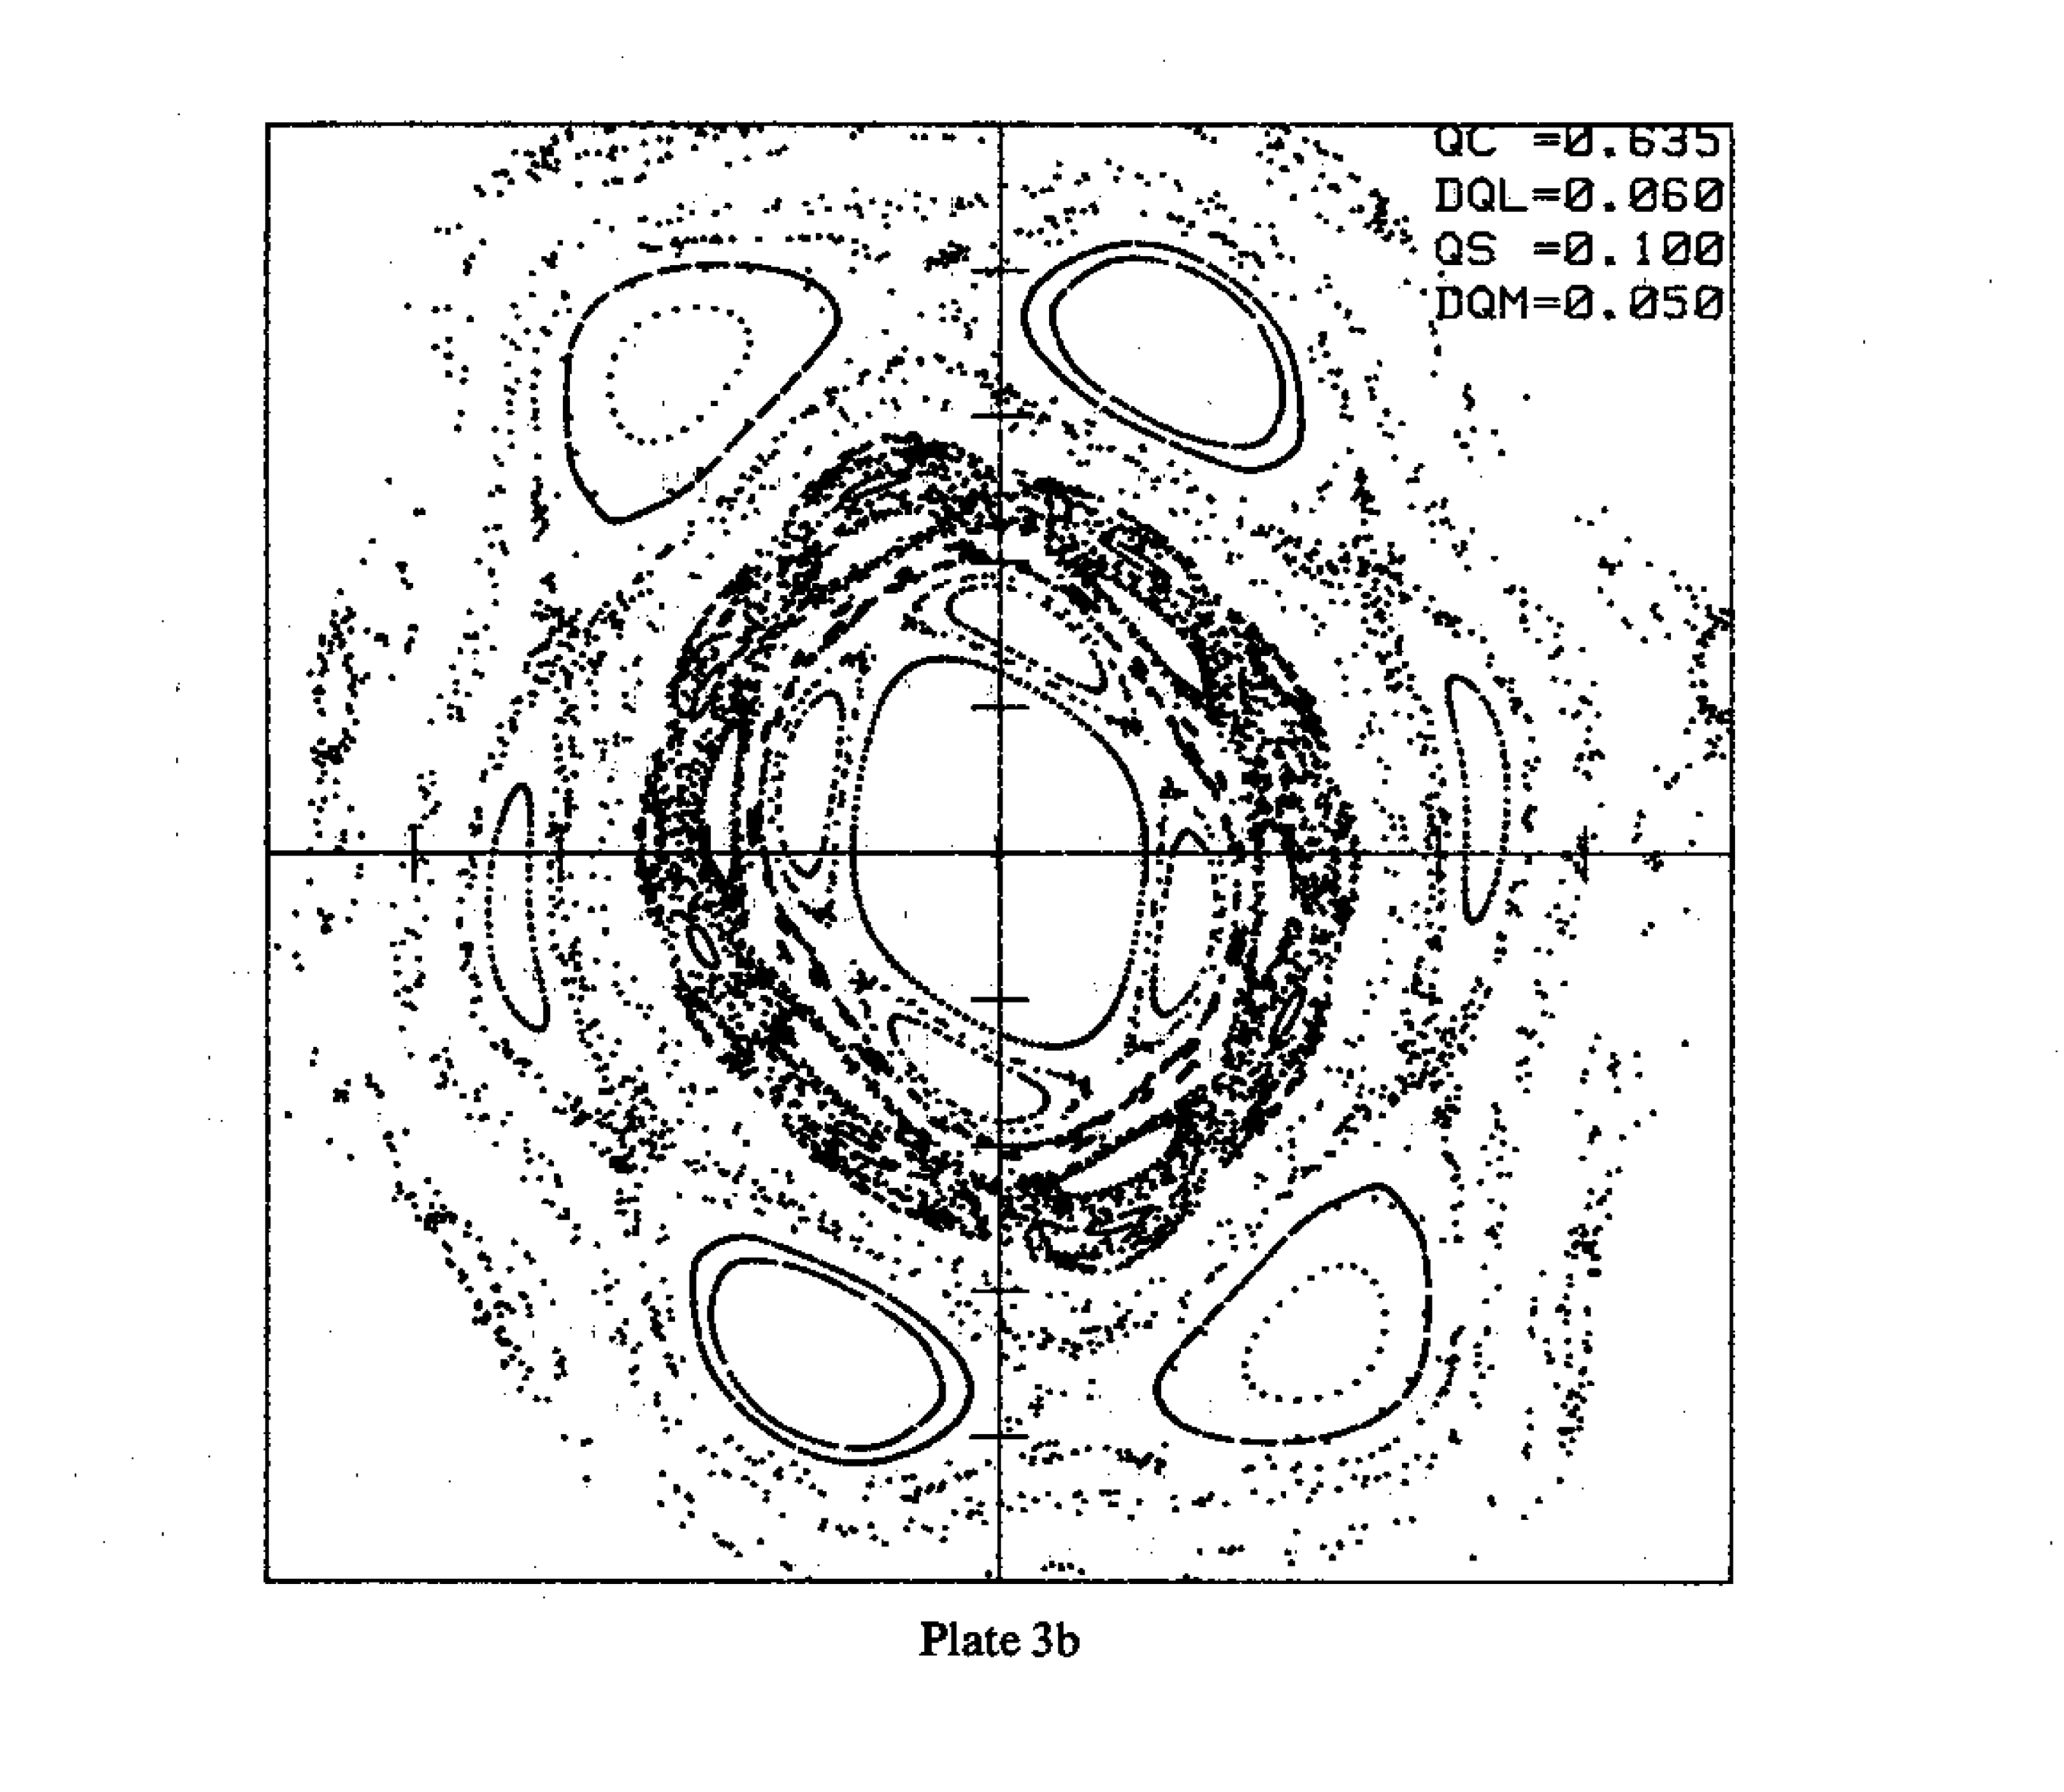 QC =0.635
DQL=0.060
QS =0.100
DQM=0.050
Plate 3b